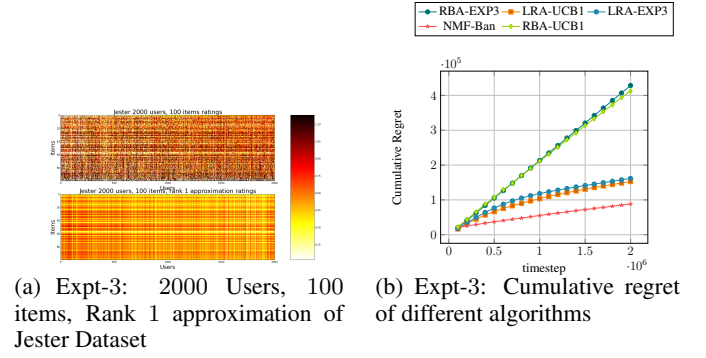 RBA-EXP3 LRA-UCB1 LRA-EXP3
NMF-Ban RBA-UCB1
Jester 2000 users, 100 items ratings
Items
Users
Jester 2000 users, 100 items, rank 1 approximation ratings
Items
Users
·10^5
4
3
2
1
0
Cumulative Regret
0 0.5 1 1.5 2
timestep
·10^6
(a) Expt-3: 2000 Users, 100
items, Rank 1 approximation of
Jester Dataset
(b) Expt-3: Cumulative regret
of different algorithms